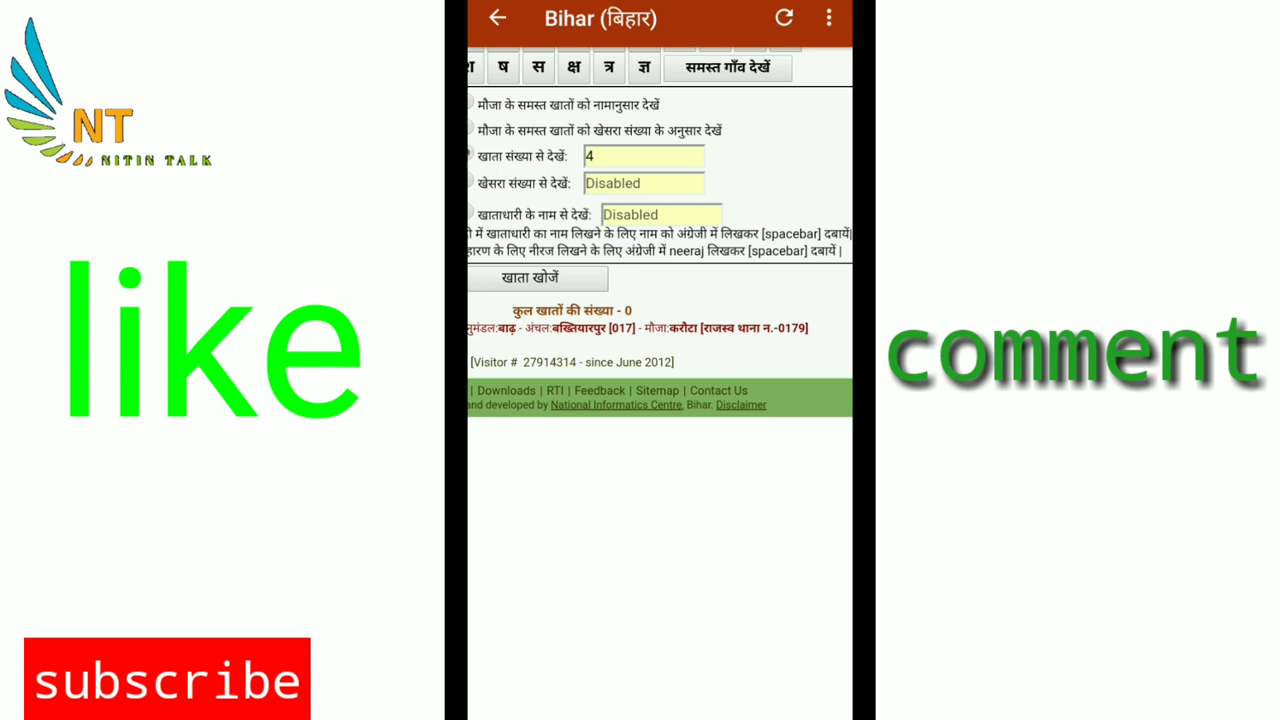 NT
NITIN TALK
like
subscribe
Bihar (बिहार)
ष स क्ष त्र ज्ञ समस्त गाँव देखें
मौजा के समस्त खातों को नामानुसार देखें
मौजा के समस्त खातों को खेसरा संख्या के अनुसार देखें
खाता संख्या से देखें: 4
खेसरा संख्या से देखें: Disabled
खाताधारी के नाम से देखें: Disabled
में खाताधारी का नाम लिखने के लिए नाम को अंग्रेजी में लिखकर [spacebar] दबायें|
हारण के लिए नीरज लिखने के लिए अंग्रेजी में neeraj लिखकर [spacebar] दबायें |
खाता खोजें
कुल खातों की संख्या - 0
नुमंडल:बाढ़ - अंचल:बख्तियारपुर [017] - मौजा:करौटा [राजस्व थाना न.-0179]
[Visitor # 27914314 - since June 2012]
| Downloads | RTI | Feedback | Sitemap | Contact Us
and developed by National Informatics Centre, Bihar. Disclaimer
comment